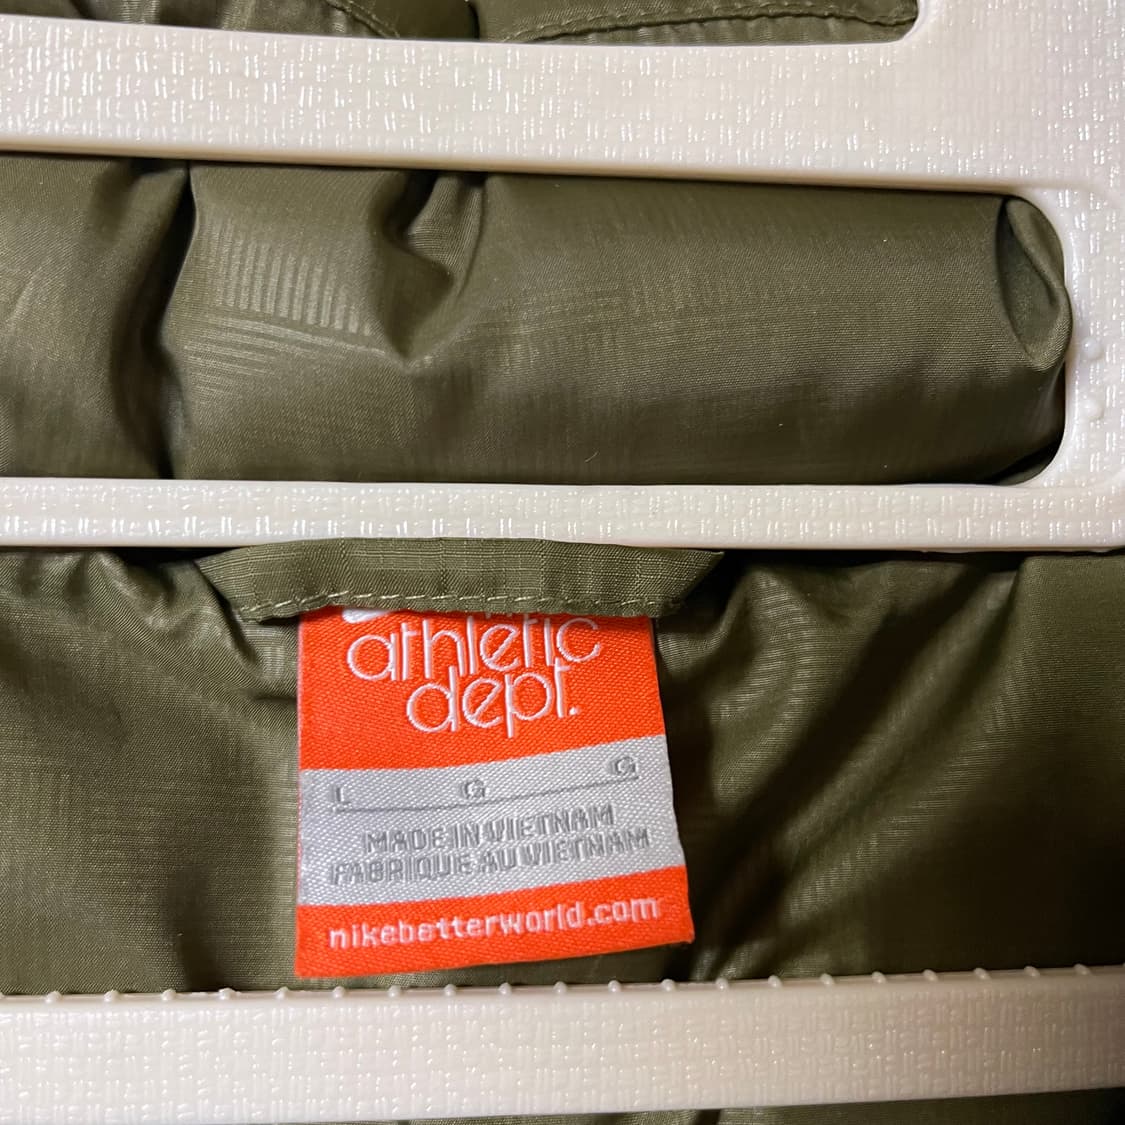 athletic
dept.
L G G
MADE IN VIETNAM
FABRIQUE AU VIETNAM
nikebetterworld.com